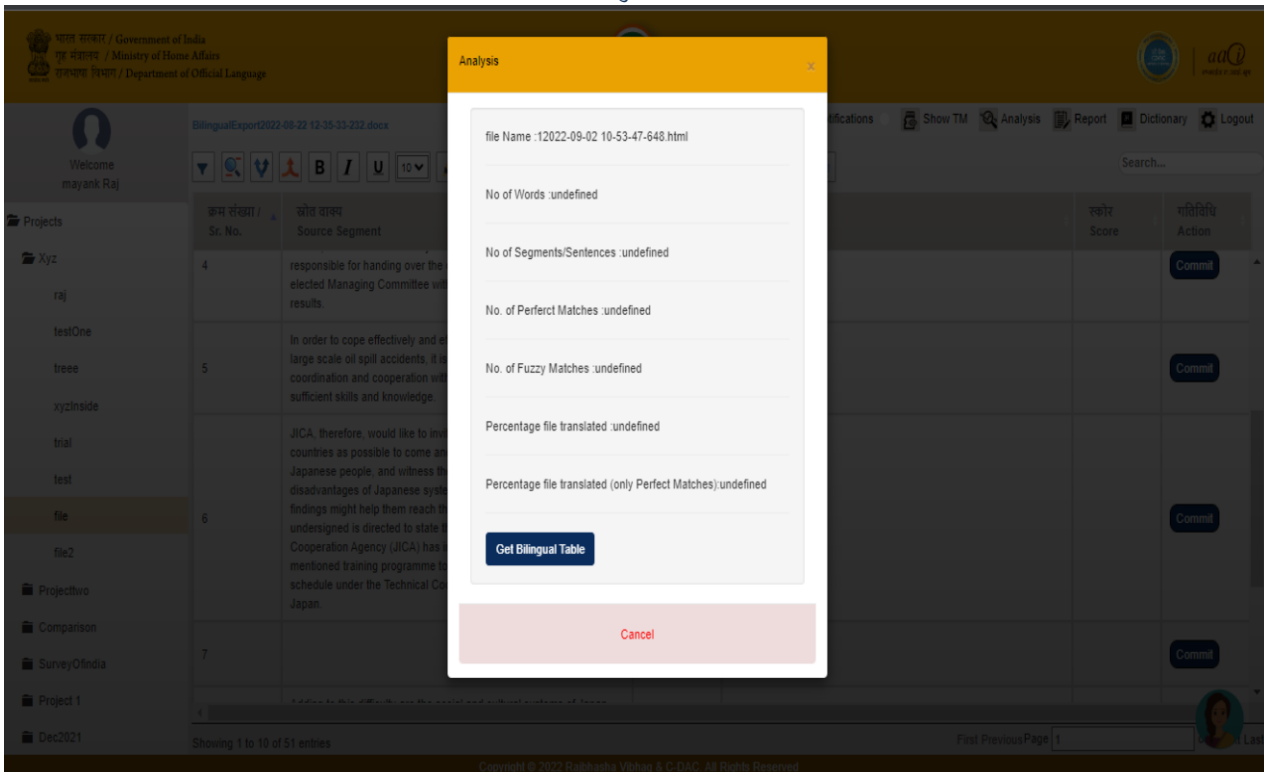 भारत सरकार / Government of India
गृह मंत्रालय / Ministry of Home Affairs
राजभाषा विभाग / Department of Official Language
Welcome
mayank Raj
Projects
Xyz
raj
testOne
treee
xyzInside
trial
test
file
file2
Projecttwo
Comparison
SurveyOfindia
Project 1
Dec2021
BilingualExport2022-08-22 12-35-33-232.docx
Show TM
Analysis
Report
Dictionary
Logout
B I U 10
Search...
क्रम संख्या / Sr. No.
स्रोत वाक्य
Source Segment
स्कोर
Score
गतिविधि
Action
4
responsible for handing over the
elected Managing Committee
results.
Commit
5
In order to cope effectively and
large scale oil spill accidents, it is
coordination and cooperation
sufficient skills and knowledge.
Commit
6
JICA, therefore, would like to
countries as possible to come
Japanese people, and witness
disadvantages of Japanese
findings might help them reach
undersigned is directed to state
Cooperation Agency (JICA) has
mentioned training programme to
schedule under the Technical
Japan.
Commit
7
Commit
Showing 1 to 10 of 51 entries
First Previous Page 1
Last
Copyright © 2022 Rajbhasha Vibhag & C-DAC. All Rights Reserved
Analysis
x
file Name :12022-09-02 10-53-47-648.html
No of Words :undefined
No of Segments/Sentences :undefined
No. of Perferct Matches :undefined
No. of Fuzzy Matches :undefined
Percentage file translated :undefined
Percentage file translated (only Perfect Matches):undefined
Get Bilingual Table
Cancel